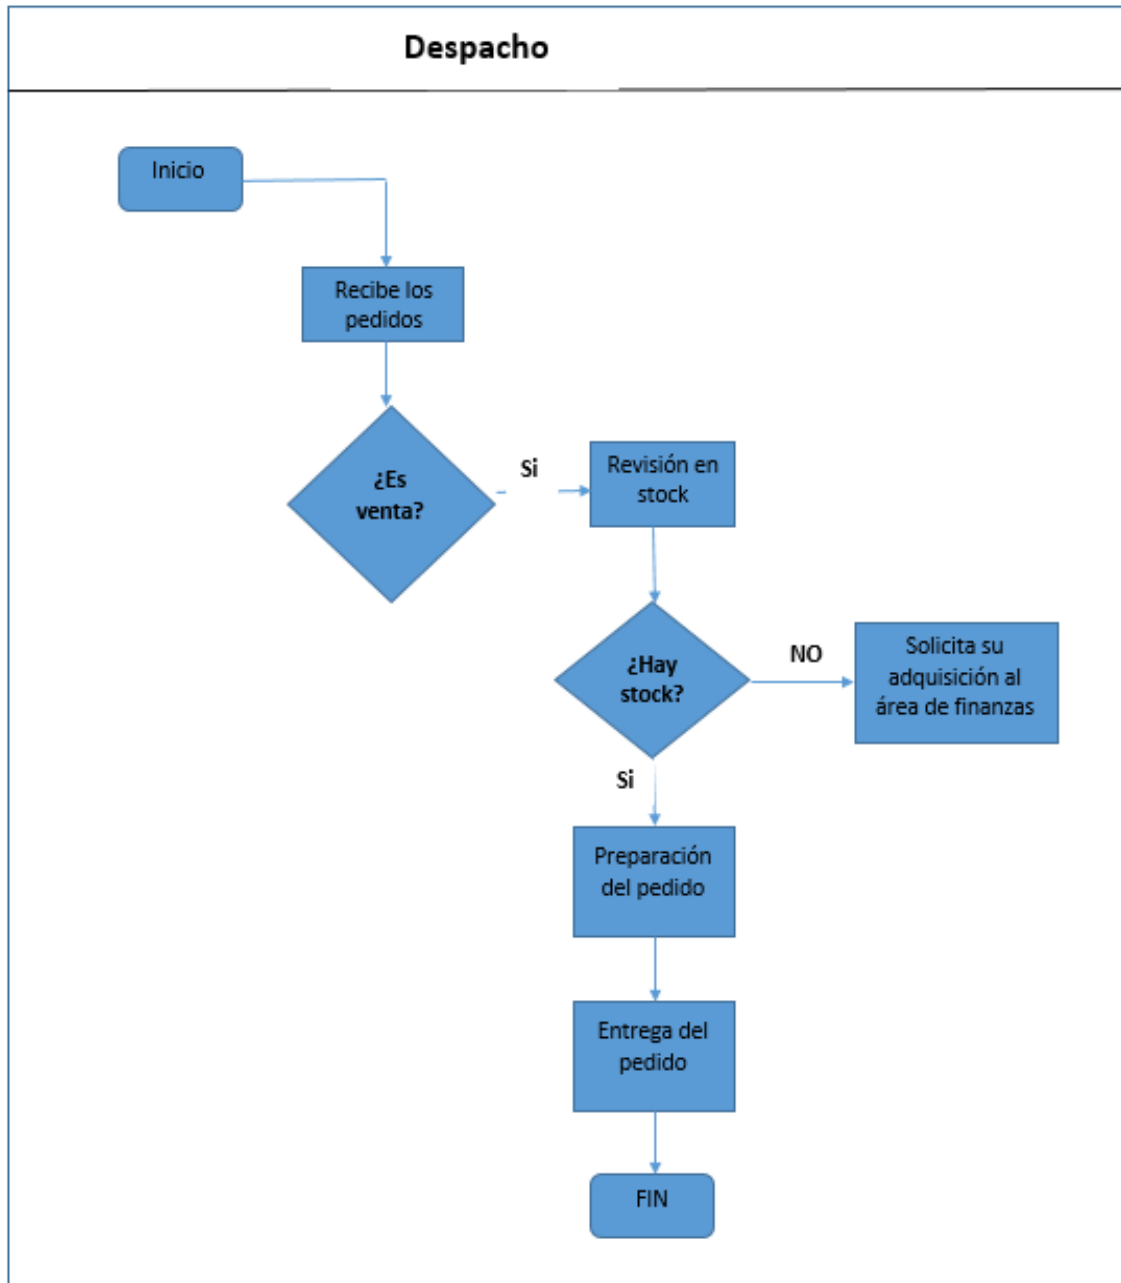 Despacho
Inicio
Recibe los
pedidos
¿Es
venta?
Si
Revisión en
stock
¿Hay
stock?
NO
Solicita su
adquisición al
área de finanzas
Si
Preparación
del pedido
Entrega del
pedido
FIN